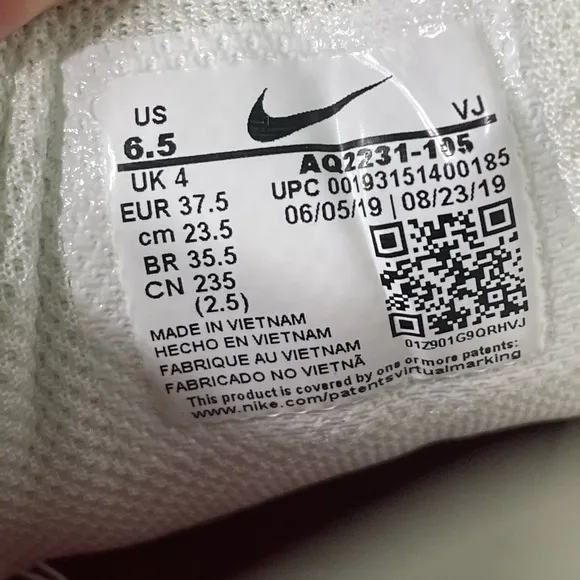 US
6.5
VJ
AQ2231-105
UK 4
UPC 00193151400185
EUR 37.5
06/05/19 | 08/23/19
cm 23.5
BR 35.5
CN 235
(2.5)
01Z901G9QRHVJ
MADE IN VIETNAM
HECHO EN VIETNAM
FABRIQUE AU VIETNAM
FABRICADO NO VIETNÃ
This product is covered by one or more patents:
www.nike.com/patentsvirtualmarking